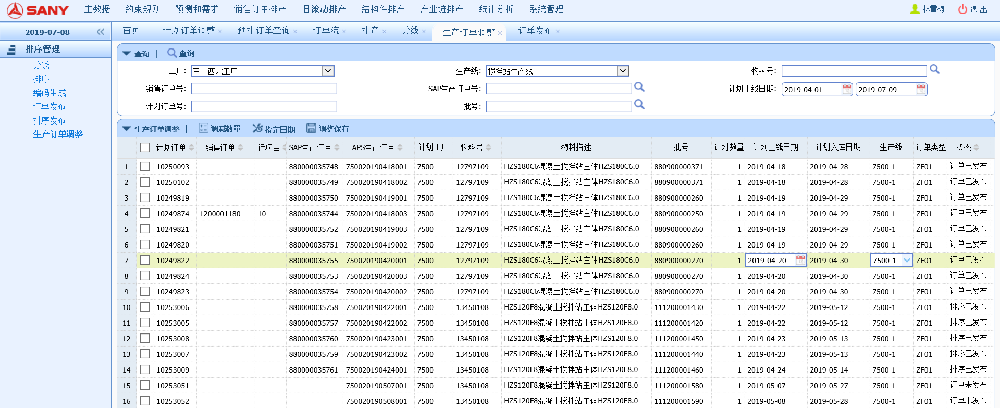 SANY 主数据 约束规则 预测和需求 销售订单排产 日滚动排产 结构件排产 产业链排产 统计分析 系统管理 林雪梅 退 出
2019-07-08 « 首页 计划订单调整 × 预排订单查询 × 订单流 × 排产 × 分线 × 生产订单调整 × 订单发布 ×
排序管理
分线
排序
编码生成
订单发布
排序发布
生产订单调整
查询 | 查询
工厂: 三一西北工厂 生产线: 搅拌站生产线 物料号:
销售订单号: SAP生产订单号: 计划上线日期: 2019-04-01 2019-07-09
计划订单号: 批号:
生产订单调整 | 调减数量 指定日期 调整保存
计划订单 销售订单 行项目 SAP生产订单 APS生产订单 计划工厂 物料号 物料描述 批号 计划数量 计划上线日期 计划入库日期 生产线 订单类型 状态
1 10250093 880000035748 750020190418001 7500 12797109 HZS180C6混凝土搅拌站主体HZS180C6.0 880900000371 1 2019-04-18 2019-04-28 7500-1 ZF01 订单已发布
2 10250102 880000035749 750020190418002 7500 12797109 HZS180C6混凝土搅拌站主体HZS180C6.0 880900000371 1 2019-04-18 2019-04-28 7500-1 ZF01 订单已发布
3 10249819 880000035750 750020190419001 7500 12797109 HZS180C6混凝土搅拌站主体HZS180C6.0 880900000260 1 2019-04-19 2019-04-29 7500-1 ZF01 订单已发布
4 10249874 1200001180 10 880000035744 750020190418003 7500 12797109 HZS180C6混凝土搅拌站主体HZS180C6.0 880900000250 1 2019-04-19 2019-04-29 7500-1 ZF01 订单已发布
5 10249821 880000035752 750020190419003 7500 12797109 HZS180C6混凝土搅拌站主体HZS180C6.0 880900000260 1 2019-04-19 2019-04-29 7500-1 ZF01 订单已发布
6 10249820 880000035751 750020190419002 7500 12797109 HZS180C6混凝土搅拌站主体HZS180C6.0 880900000260 1 2019-04-19 2019-04-29 7500-1 ZF01 订单已发布
7 10249822 880000035755 750020190420001 7500 12797109 HZS180C6混凝土搅拌站主体HZS180C6.0 880900000270 1 2019-04-20 2019-04-30 7500-1 ZF01 订单已发布
8 10249824 880000035753 750020190420003 7500 12797109 HZS180C6混凝土搅拌站主体HZS180C6.0 880900000270 1 2019-04-20 2019-04-30 7500-1 ZF01 订单已发布
9 10249823 880000035754 750020190420002 7500 12797109 HZS180C6混凝土搅拌站主体HZS180C6.0 880900000270 1 2019-04-20 2019-04-30 7500-1 ZF01 订单已发布
10 10253006 880000035758 750020190422001 7500 13450108 HZS120F8混凝土搅拌站主体HZS120F8.0 111200001430 1 2019-04-22 2019-05-12 7500-1 ZF01 排序已发布
11 10253005 880000035757 750020190422002 7500 13450108 HZS120F8混凝土搅拌站主体HZS120F8.0 111200001420 1 2019-04-22 2019-05-12 7500-1 ZF01 排序已发布
12 10253008 880000035760 750020190423001 7500 13450108 HZS120F8混凝土搅拌站主体HZS120F8.0 111200001450 1 2019-04-23 2019-05-13 7500-1 ZF01 排序已发布
13 10253007 880000035759 750020190423002 7500 13450108 HZS120F8混凝土搅拌站主体HZS120F8.0 111200001440 1 2019-04-23 2019-05-13 7500-1 ZF01 排序已发布
14 10253009 880000035761 750020190424001 7500 13450108 HZS120F8混凝土搅拌站主体HZS120F8.0 111200001460 1 2019-04-24 2019-05-14 7500-1 ZF01 排序已发布
15 10253051 750020190507001 7500 13450108 HZS120F8混凝土搅拌站主体HZS120F8.0 111200001580 1 2019-05-07 2019-05-27 7500-1 ZF01 订单未发布
16 10253052 750020190508001 7500 13450108 HZS120F8混凝土搅拌站主体HZS120F8.0 111200001590 1 2019-05-08 2019-05-28 7500-1 ZF01 订单未发布